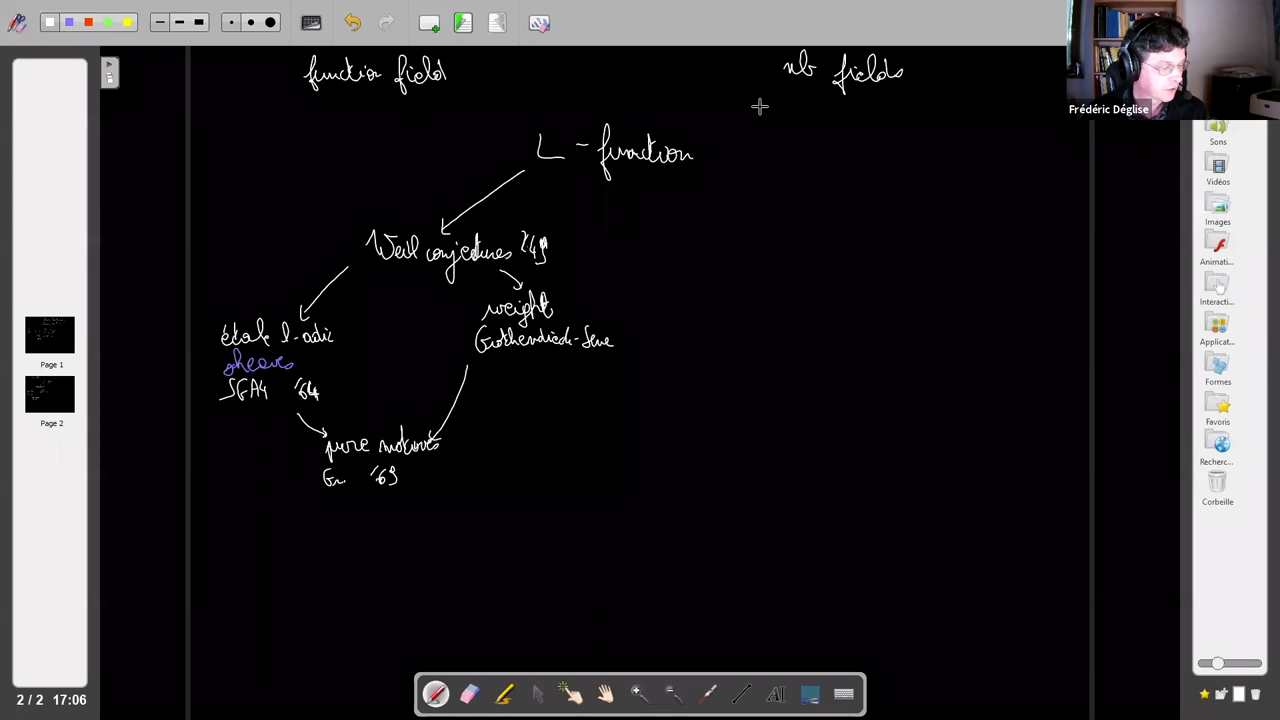 function field
nb fields
Frédéric Déglise
L - function
Weil conjectures '49
étale l-adic
sheaves
SGA4 '64
weight
Grothendieck-Serre
pure motives
Gr. '69
Page 1
Page 2
2 / 2 17:06
Sons
Vidéos
Images
Animati...
Interacti...
Applicat...
Formes
Favoris
Recherc...
Corbeille